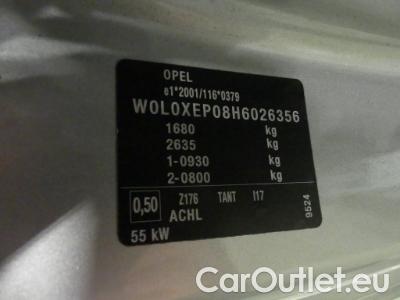 OPEL
e1*2001/116*0379
W0L0XEP08H6026356
1680 kg
2635 kg
1-0930 kg
2-0800 kg
0,50 Z176 TANT I17
ACHL
9524
55 kW
CarOutlet.eu